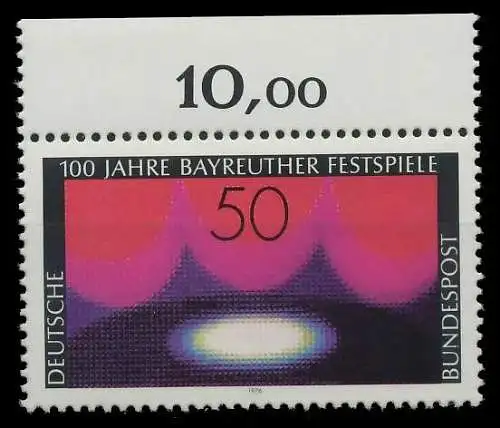 10,00
100 JAHRE BAYREUTHER FESTSPIELE
50
DEUTSCHE
BUNDESPOST
1976